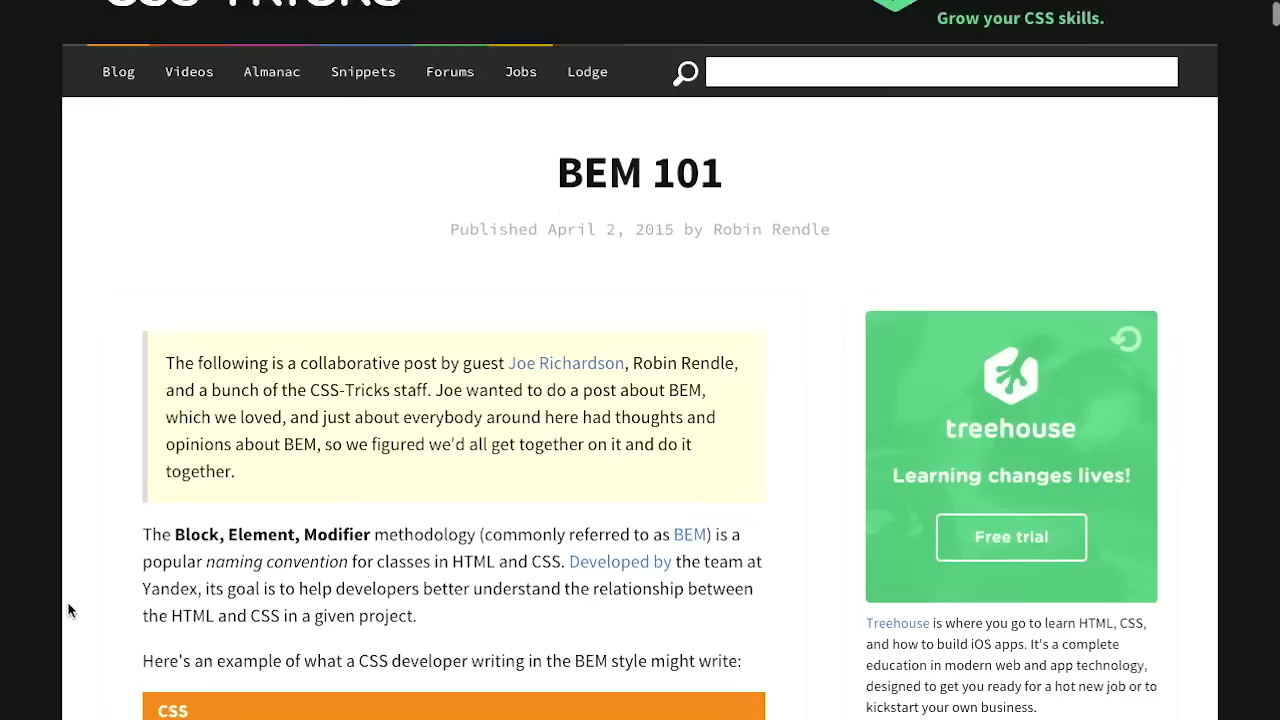 CSS-TRICKS
Grow your CSS skills.
Blog Videos Almanac Snippets Forums Jobs Lodge
BEM 101
Published April 2, 2015 by Robin Rendle
The following is a collaborative post by guest Joe Richardson, Robin Rendle,
and a bunch of the CSS-Tricks staff. Joe wanted to do a post about BEM,
which we loved, and just about everybody around here had thoughts and
opinions about BEM, so we figured we'd all get together on it and do it
together.
The Block, Element, Modifier methodology (commonly referred to as BEM) is a
popular naming convention for classes in HTML and CSS. Developed by the team at
Yandex, its goal is to help developers better understand the relationship between
the HTML and CSS in a given project.
Here's an example of what a CSS developer writing in the BEM style might write:
CSS
treehouse
Learning changes lives!
Free trial
Treehouse is where you go to learn HTML, CSS,
and how to build iOS apps. It's a complete
education in modern web and app technology,
designed to get you ready for a hot new job or to
kickstart your own business.